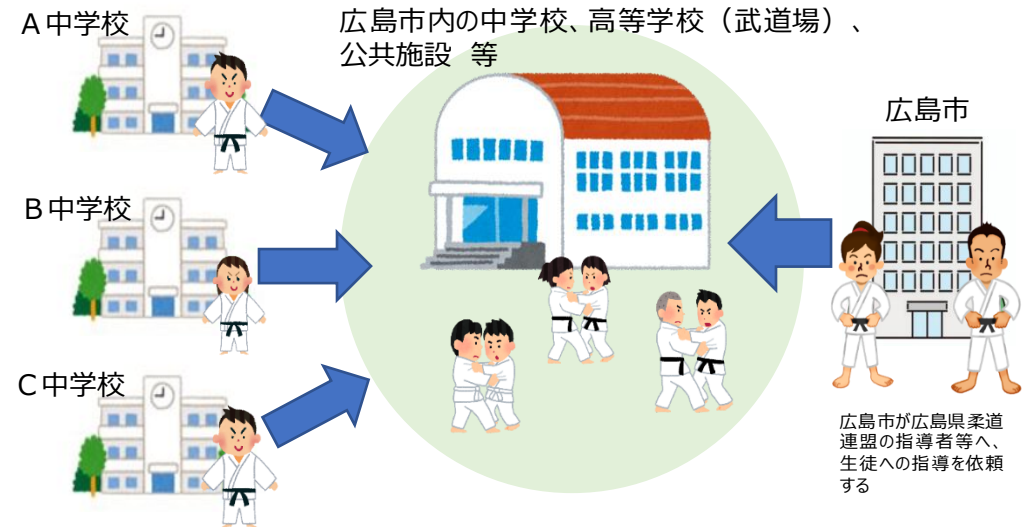 A中学校
広島市内の中学校、高等学校（武道場）、
公共施設 等
広島市
B中学校
C中学校
広島市が広島県柔道
連盟の指導者等へ、
生徒への指導を依頼
する